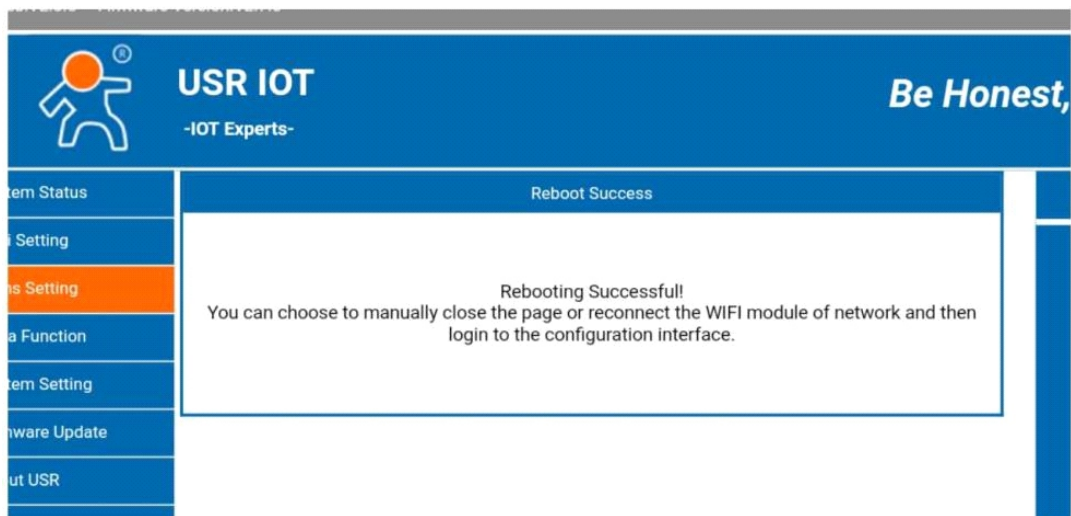 USR IOT
-IOT Experts-
Be Honest,
tem Status
i Setting
ns Setting
a Function
tem Setting
ware Update
ut USR
Reboot Success
Rebooting Successful!
You can choose to manually close the page or reconnect the WIFI module of network and then
login to the configuration interface.